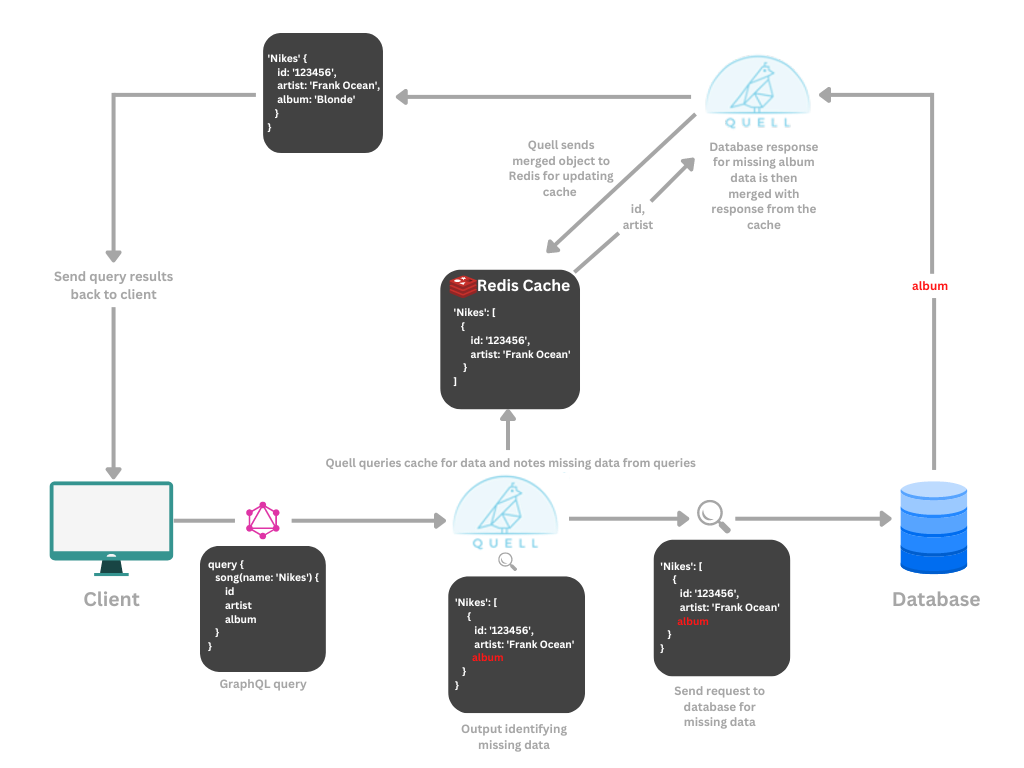 'Nikes' {
id: '123456',
artist: 'Frank Ocean',
album: 'Blonde'
}
}
QUELL
Quell sends
merged object to
Redis for updating
cache
Database response
for missing album
data is then
merged with
response from the
cache
id,
artist
Send query results
back to client
album
Redis Cache
'Nikes': [
{
id: '123456',
artist: 'Frank Ocean'
}
]
Quell queries cache for data and notes missing data from queries
QUELL
Client
Database
query {
song(name: 'Nikes') {
id
artist
album
}
}
GraphQL query
'Nikes': [
{
id: '123456',
artist: 'Frank Ocean'
album
}
}
Output identifying
missing data
'Nikes': [
{
id: '123456',
artist: 'Frank Ocean'
album
}
}
Send request to
database for
missing data